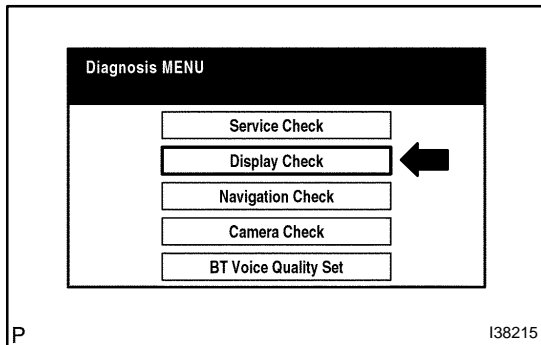 Diagnosis MENU
Service Check
Display Check
Navigation Check
Camera Check
BT Voice Quality Set
P
I38215